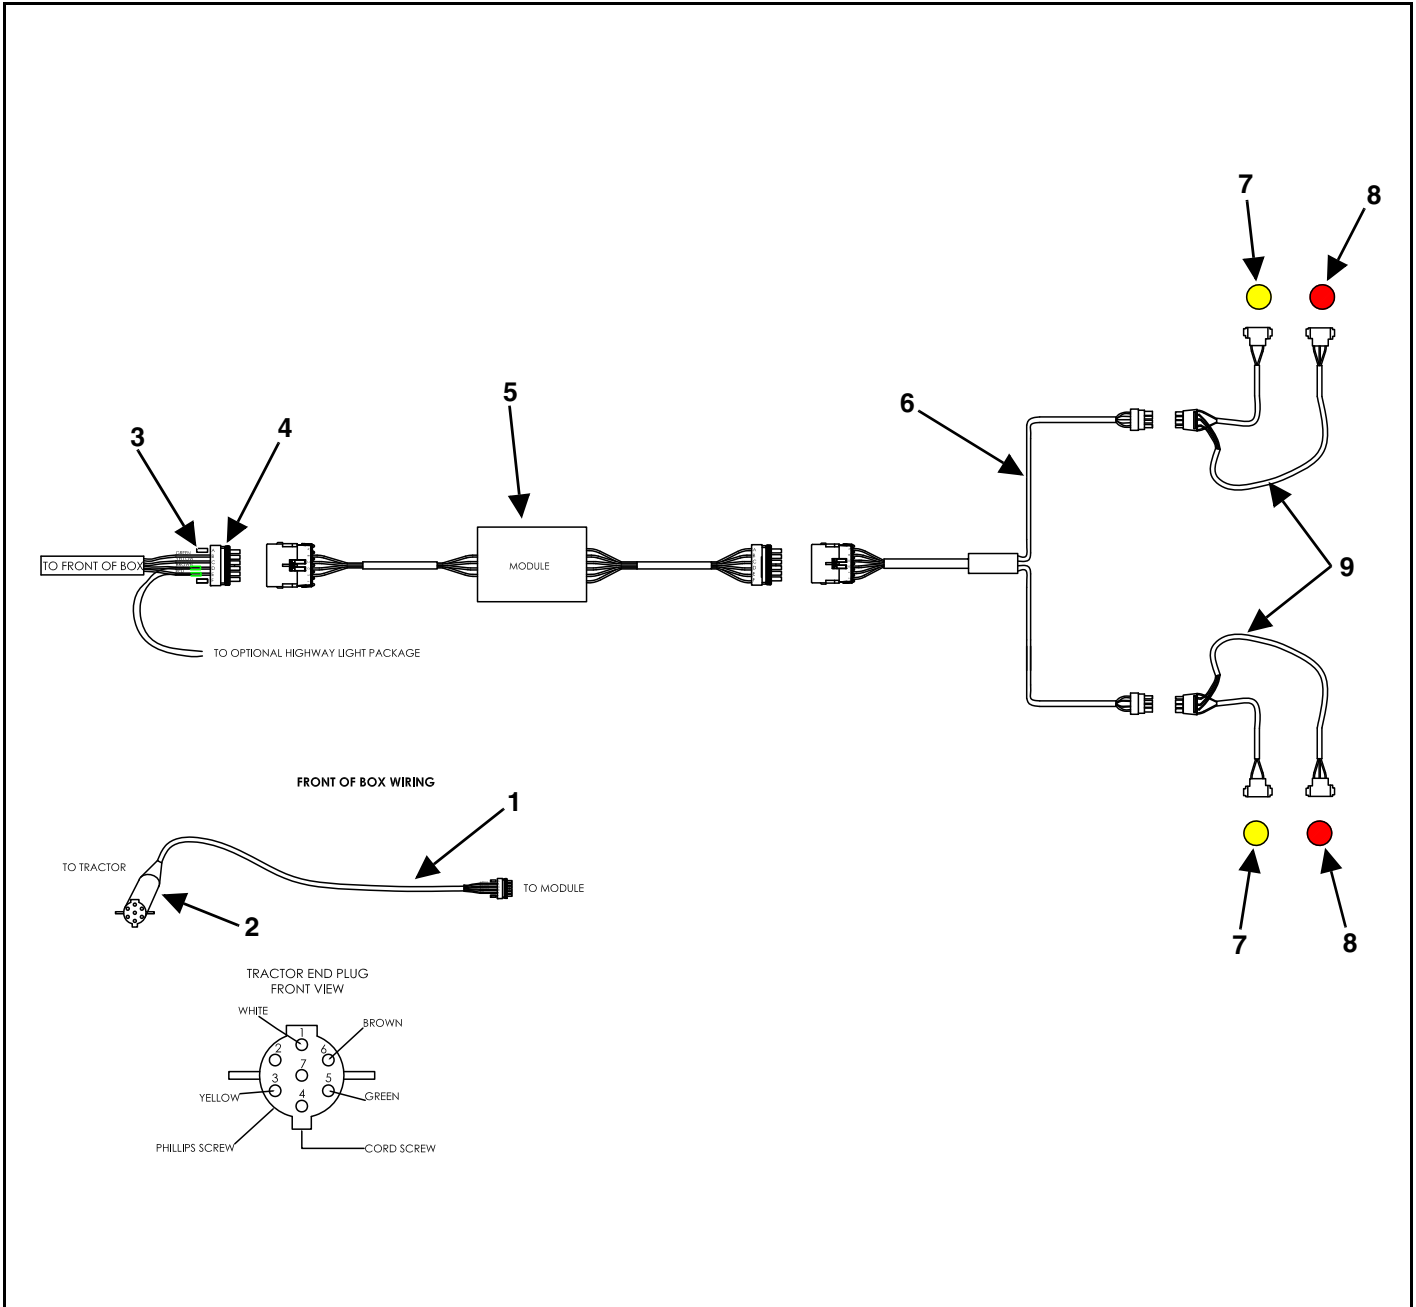 7
8
5
6
3
4
TO FRONT OF BOX
MODULE
9
TO OPTIONAL HIGHWAY LIGHT PACKAGE
FRONT OF BOX WIRING
1
TO TRACTOR
TO MODULE
2
7
8
TRACTOR END PLUG
FRONT VIEW
WHITE
BROWN
1
2
6
7
3
5
4
YELLOW
GREEN
PHILLIPS SCREW
CORD SCREW